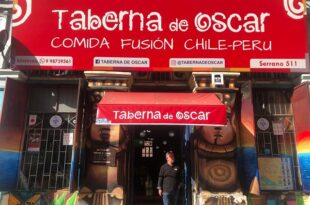 Taberna de Oscar
COMIDA FUSIÓN CHILE-PERU
TABERNA DE OSCAR
@TABERNADEOSCAR
Serrano 511
Taberna de Oscar